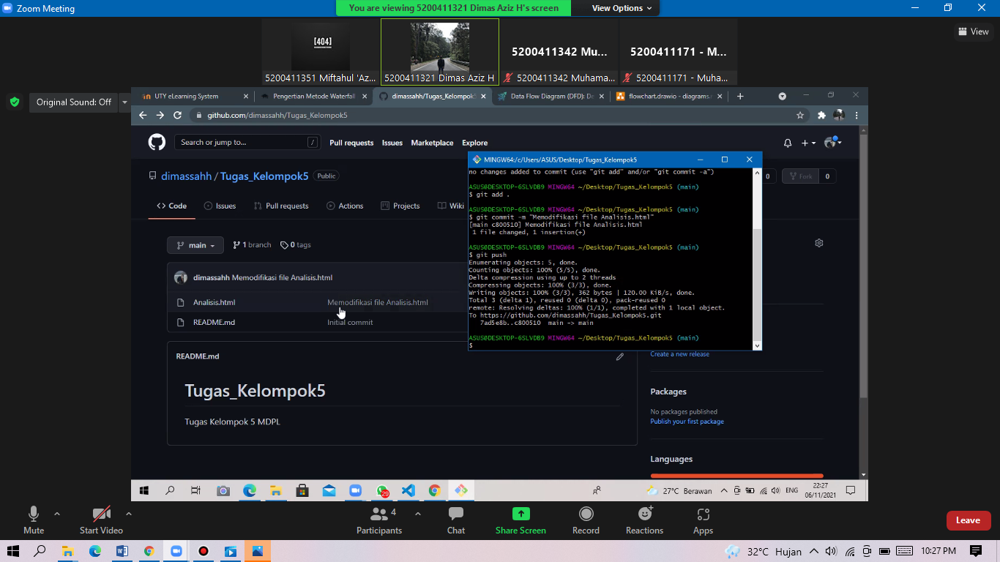 Zoom Meeting
You are viewing 5200411321 Dimas Aziz H's screen
View Options
[404]
5200411342 Mu...
5200411171 - M...
View
5200411351 Miftahul 'Az...
5200411321 Dimas Aziz H
5200411342 Muhama...
5200411171 - Muha...
Original Sound: Off
UTY eLearning System
Pengertian Metode Waterfall
dimassahh/Tugas_Kelompok5
Data Flow Diagram (DFD): De
flowchart.drawio - diagrams.n
github.com/dimassahh/Tugas_Kelompok5
Search or jump to...
/
Pull requests
Issues
Marketplace
Explore
dimassahh / Tugas_Kelompok5
Public
0
Fork
0
Code
Issues
Pull requests
Actions
Projects
Wiki
main
1 branch
0 tags
dimassahh Memodifikasi file Analisis.html
Analisis.html
Memodifikasi file Analisis.html
README.md
Initial commit
README.md
Tugas_Kelompok5
Tugas Kelompok 5 MDPL
MINGW64:/c/Users/ASUS/Desktop/Tugas_Kelompok5
no changes added to commit (use "git add" and/or "git commit -a")
ASUS@DESKTOP-6SLVDB9 MINGW64 ~/Desktop/Tugas_Kelompok5 (main)
$ git add .
ASUS@DESKTOP-6SLVDB9 MINGW64 ~/Desktop/Tugas_Kelompok5 (main)
$ git commit -m "Memodifikasi file Analisis.html"
[main c800510] Memodifikasi file Analisis.html
1 file changed, 1 insertion(+)
ASUS@DESKTOP-6SLVDB9 MINGW64 ~/Desktop/Tugas_Kelompok5 (main)
$ git push
Enumerating objects: 5, done.
Counting objects: 100% (5/5), done.
Delta compression using up to 2 threads
Compressing objects: 100% (3/3), done.
Writing objects: 100% (3/3), 362 bytes | 120.00 KiB/s, done.
Total 3 (delta 1), reused 0 (delta 0), pack-reused 0
remote: Resolving deltas: 100% (1/1), completed with 1 local object.
To https://github.com/dimassahh/Tugas_Kelompok5.git
7ad5e8b..c800510 main -> main
ASUS@DESKTOP-6SLVDB9 MINGW64 ~/Desktop/Tugas_Kelompok5 (main)
$
Create a new release
Packages
No packages published
Publish your first package
Languages
29
27°C Berawan
ENG
22:27
06/11/2021
Mute
Start Video
4
Participants
Chat
Share Screen
Record
Reactions
Apps
Leave
32°C Hujan
10:27 PM